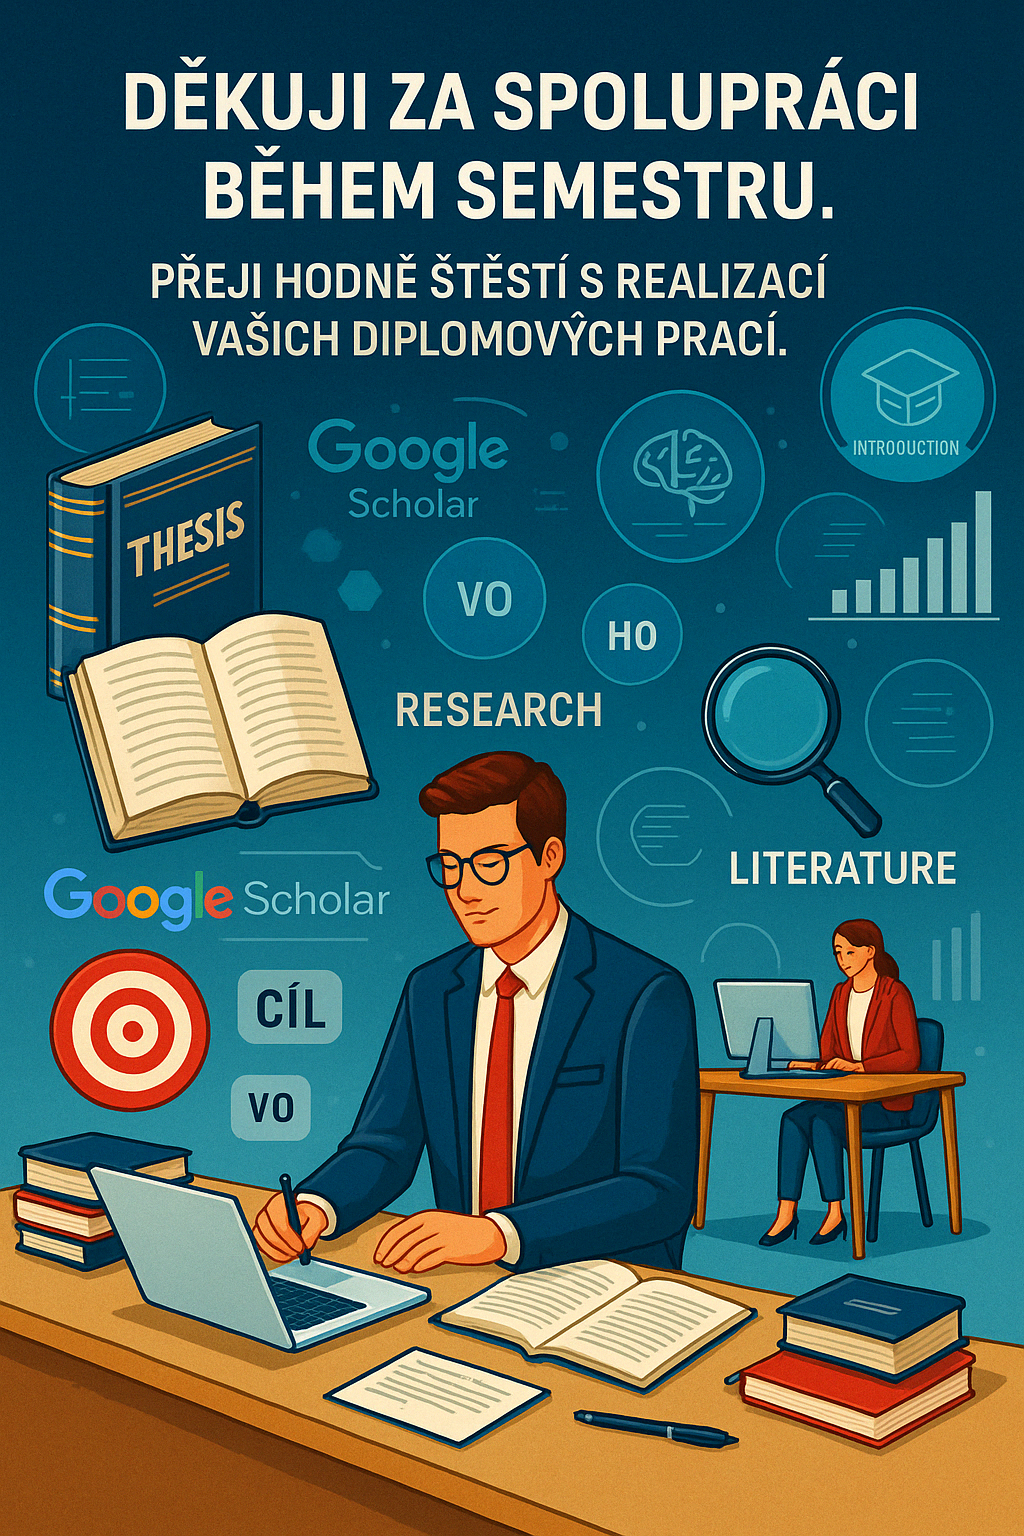 DĚKUJI ZA SPOLUPRÁCI
BĚHEM SEMESTRU.
PŘEJI HODNĚ ŠTĚSTÍ S REALIZACÍ
VAŠICH DIPLOMOVÝCH PRACÍ.
INTROOUCTION
Google
Scholar
THESIS
VO
HO
RESEARCH
LITERATURE
Google Scholar
CÍL
VO